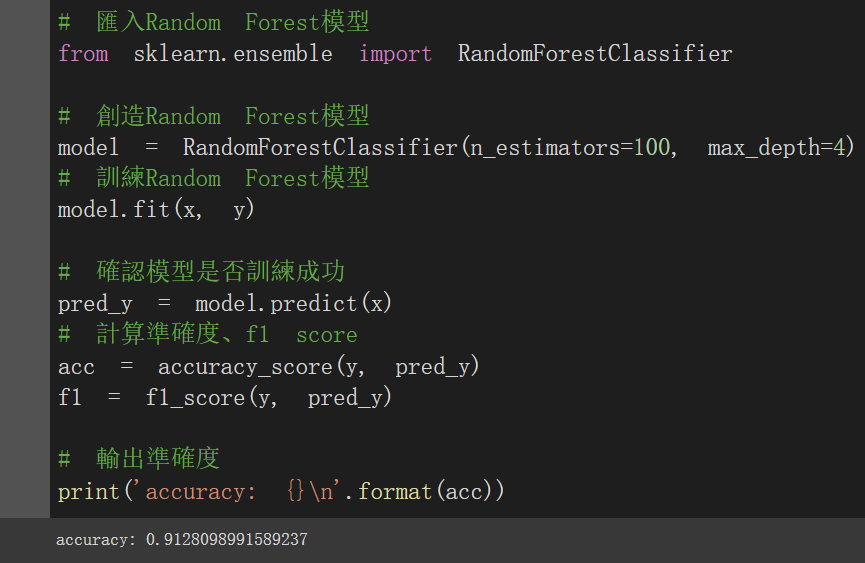 # 匯入Random Forest模型
from sklearn.ensemble import RandomForestClassifier
# 創造Random Forest模型
model = RandomForestClassifier(n_estimators=100, max_depth=4)
# 訓練Random Forest模型
model.fit(x, y)
# 確認模型是否訓練成功
pred_y = model.predict(x)
# 計算準確度、f1 score
acc = accuracy_score(y, pred_y)
f1 = f1_score(y, pred_y)
# 輸出準確度
print('accuracy: {}\n'.format(acc))
accuracy: 0.9128098991589237